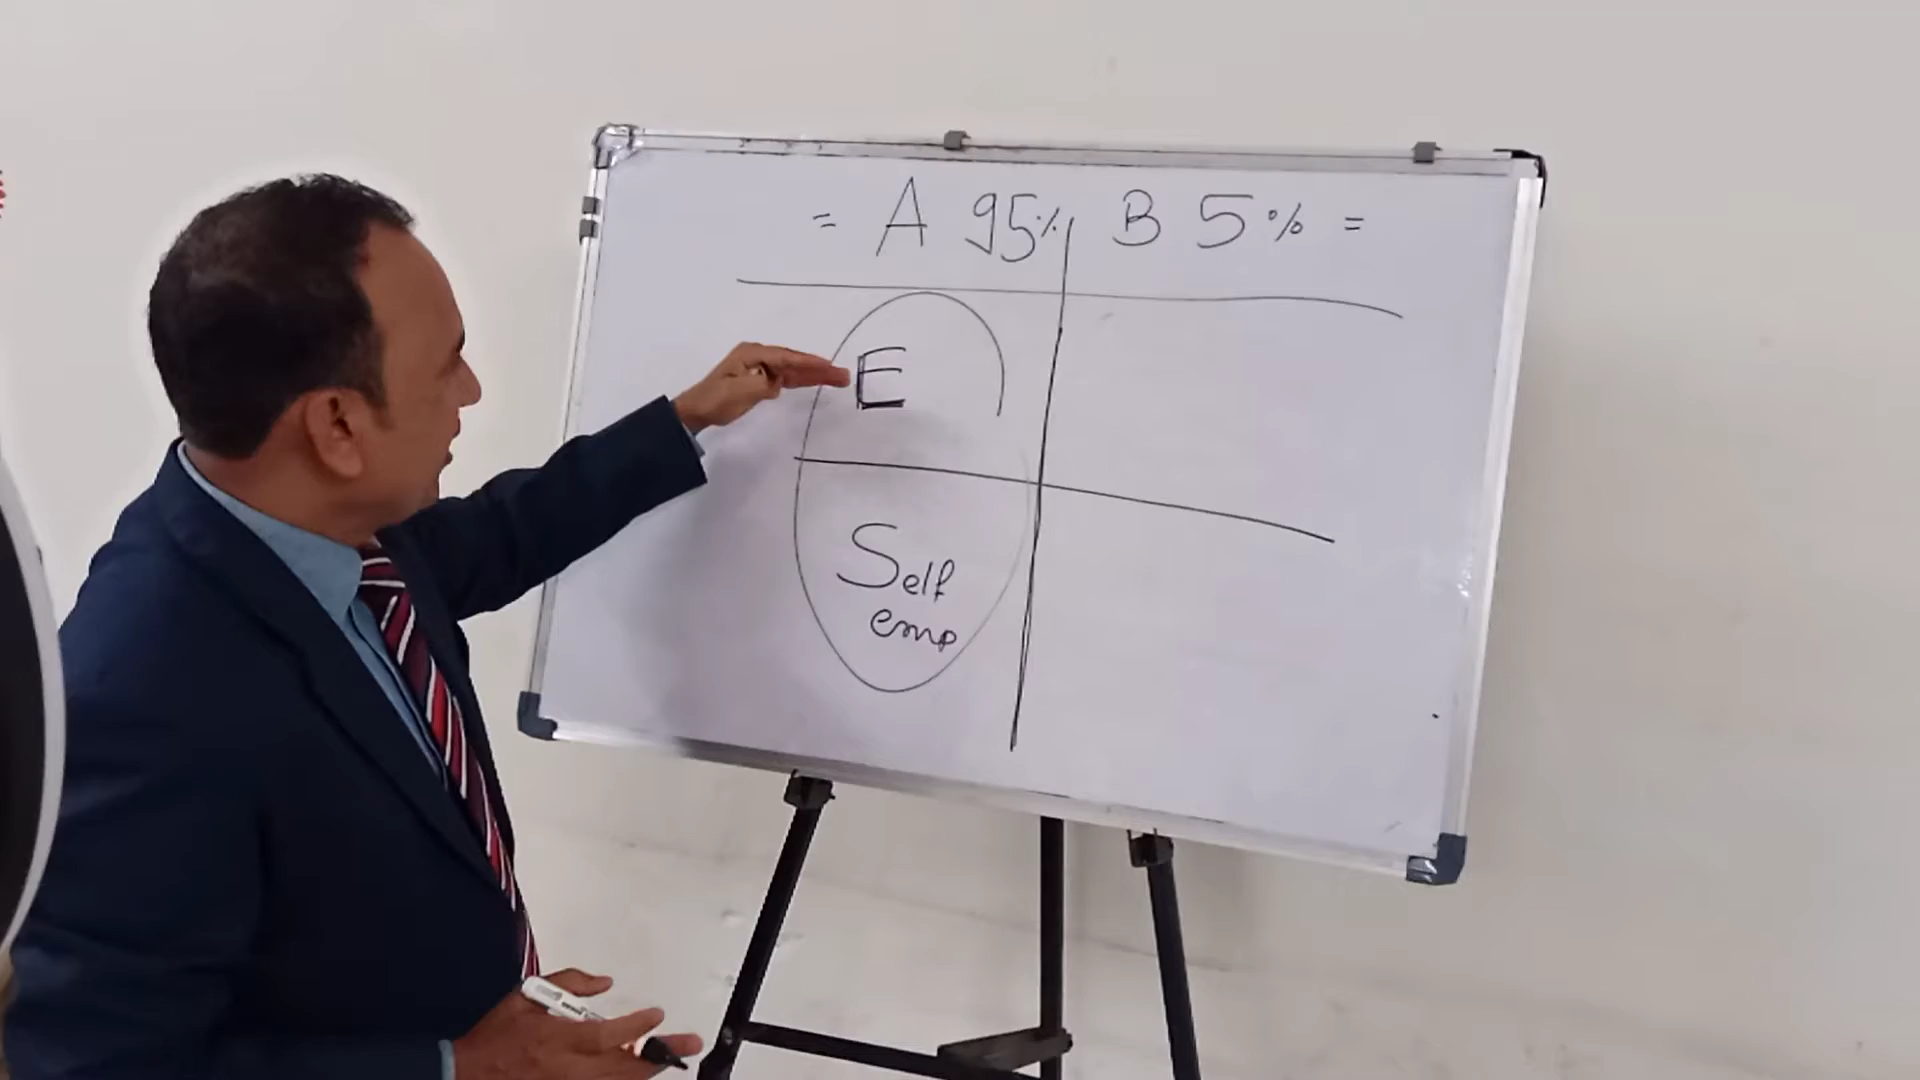 = A 95% B 5% =
E
Self
emp